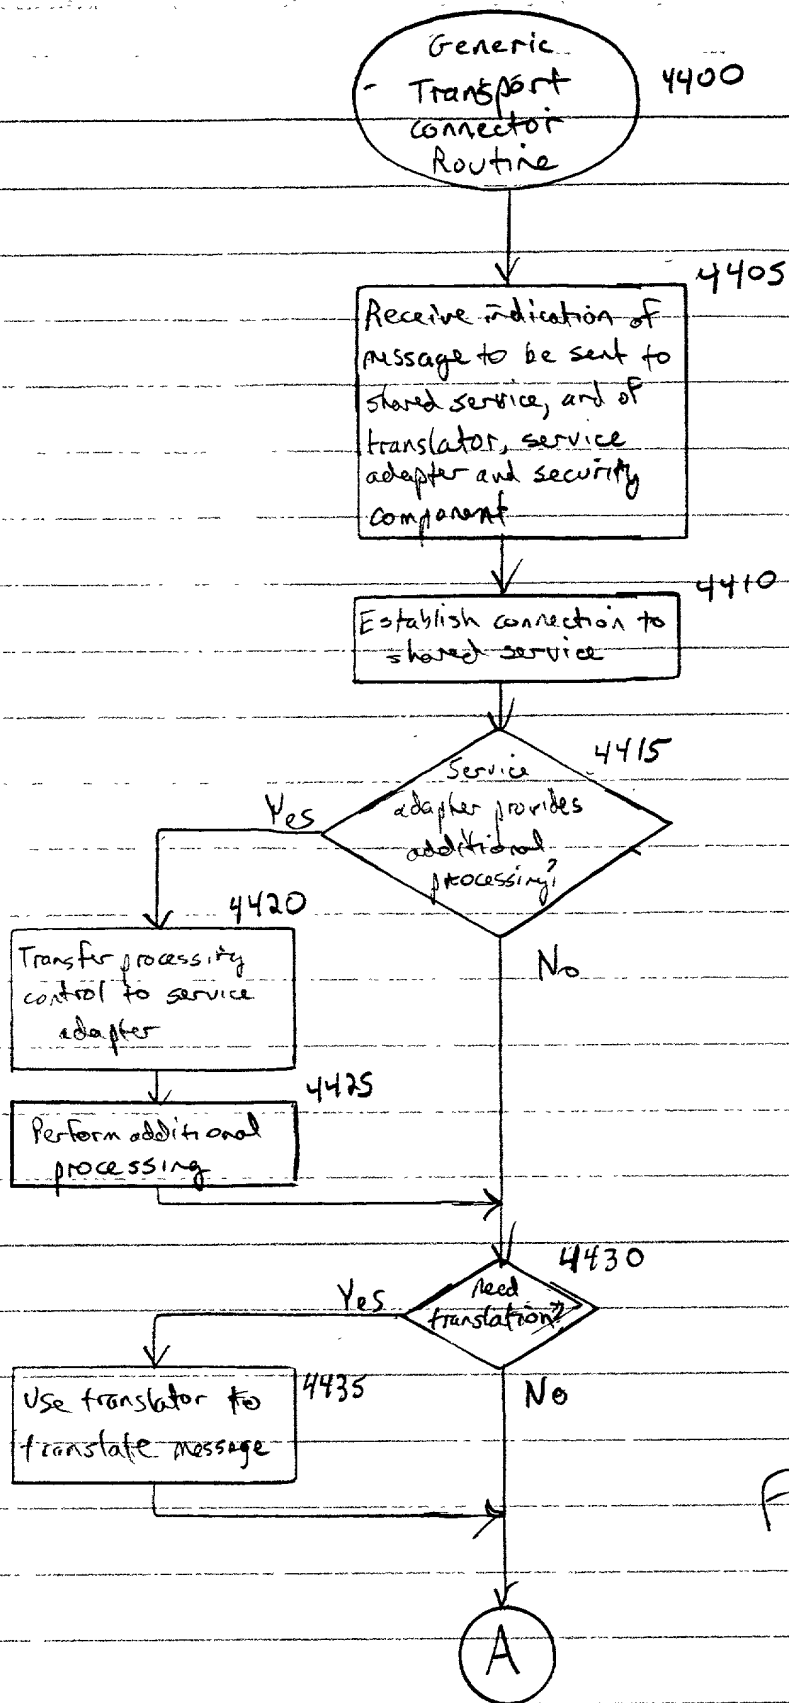 Generic
Transport
connector
Routine
4400
4405
Receive indication of
message to be sent to
shared service, and of
translator, service
adapter and security
component
4410
Establish connection to
shared service
4415
Service
adapter provides
additional
processing?
Yes
No
4420
Transfer processing
control to service
adapter
4425
Perform additional
processing
4430
Need
translation?
Yes
No
4435
Use translator to
translate message
F
A